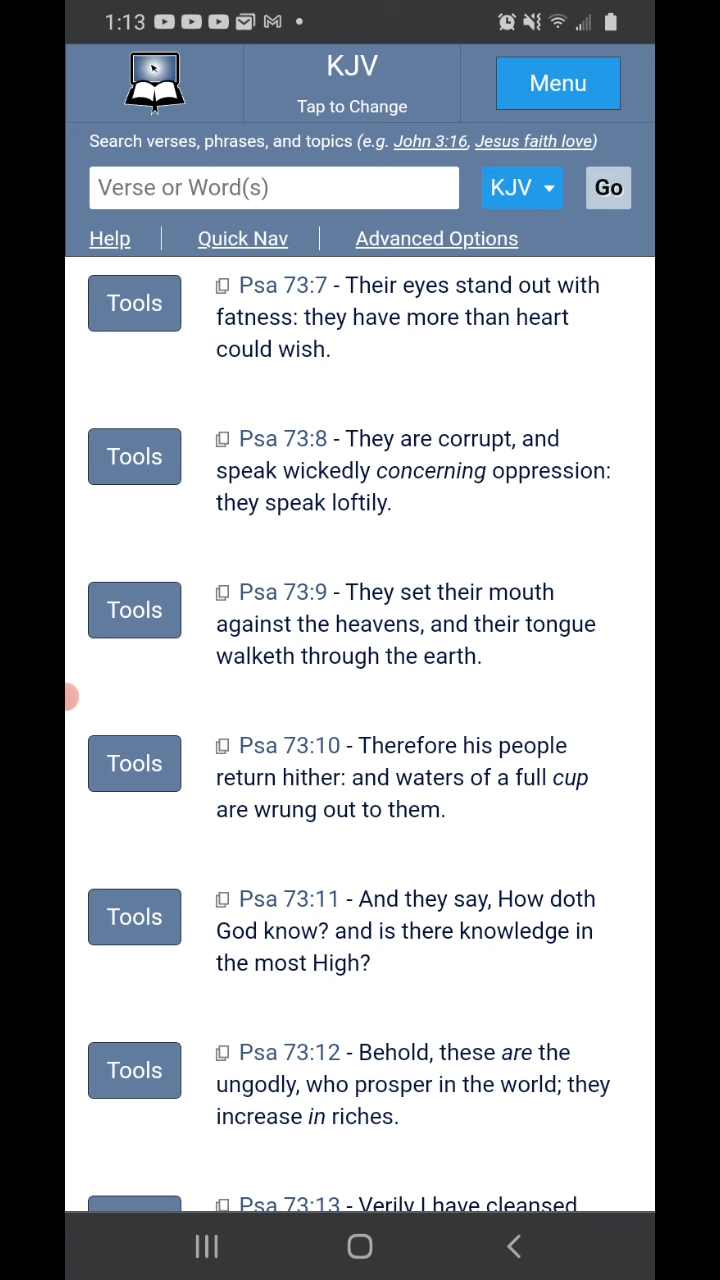 1:13
KJV
Tap to Change
Menu
Search verses, phrases, and topics (e.g. John 3:16, Jesus faith love)
Verse or Word(s)
KJV
Go
Help
Quick Nav
Advanced Options
Tools
Psa 73:7 - Their eyes stand out with
fatness: they have more than heart
could wish.
Tools
Psa 73:8 - They are corrupt, and
speak wickedly concerning oppression:
they speak loftily.
Tools
Psa 73:9 - They set their mouth
against the heavens, and their tongue
walketh through the earth.
Tools
Psa 73:10 - Therefore his people
return hither: and waters of a full cup
are wrung out to them.
Tools
Psa 73:11 - And they say, How doth
God know? and is there knowledge in
the most High?
Tools
Psa 73:12 - Behold, these are the
ungodly, who prosper in the world; they
increase in riches.
Psa 73:13 - Verily I have cleansed